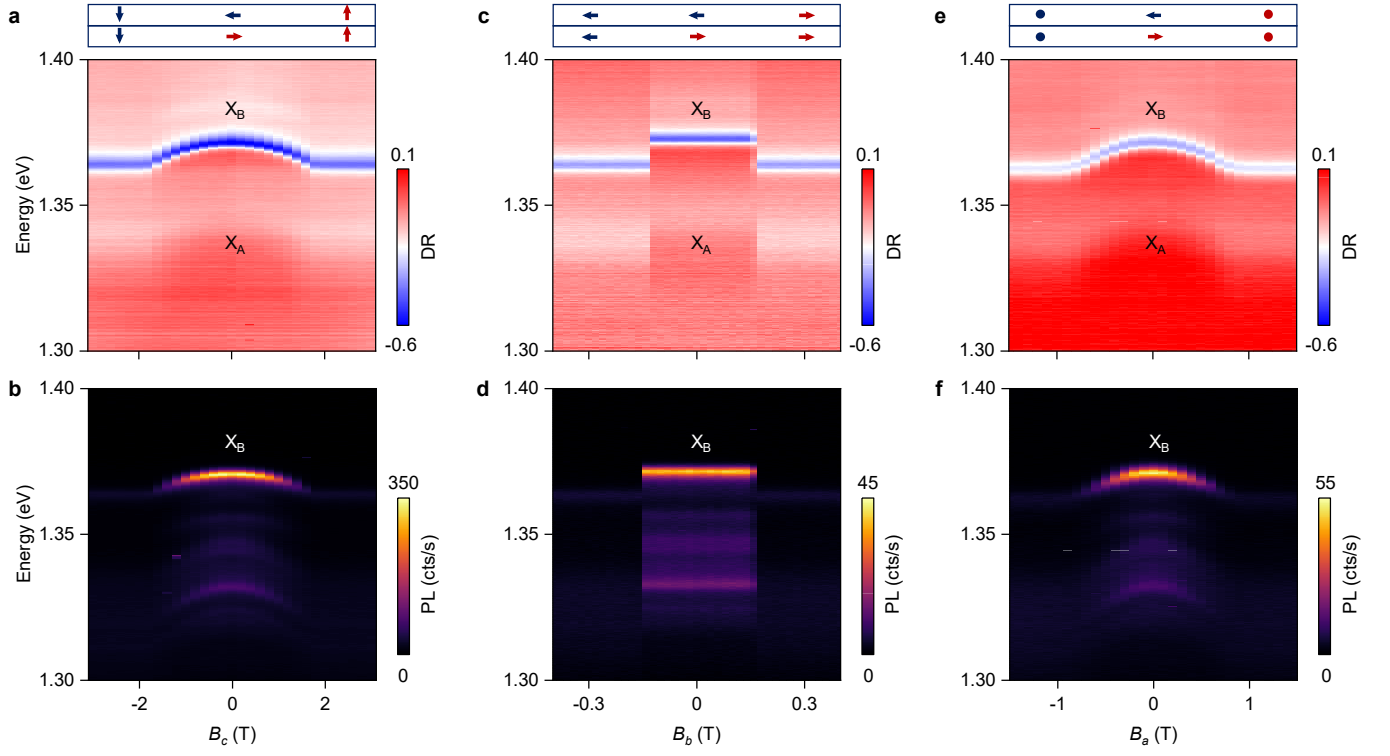 a
c
e
1.40
1.35
1.30
Energy (eV)
X_B
X_A
0.1
-0.6
DR
1.40
1.35
1.30
X_B
X_A
0.1
-0.6
DR
1.40
1.35
1.30
X_B
X_A
0.1
-0.6
DR
b
d
f
1.40
1.35
1.30
Energy (eV)
X_B
350
0
PL (cts/s)
-2 0 2
B_c (T)
1.40
1.35
1.30
X_B
45
0
PL (cts/s)
-0.3 0 0.3
B_b (T)
1.40
1.35
1.30
X_B
55
0
PL (cts/s)
-1 0 1
B_a (T)